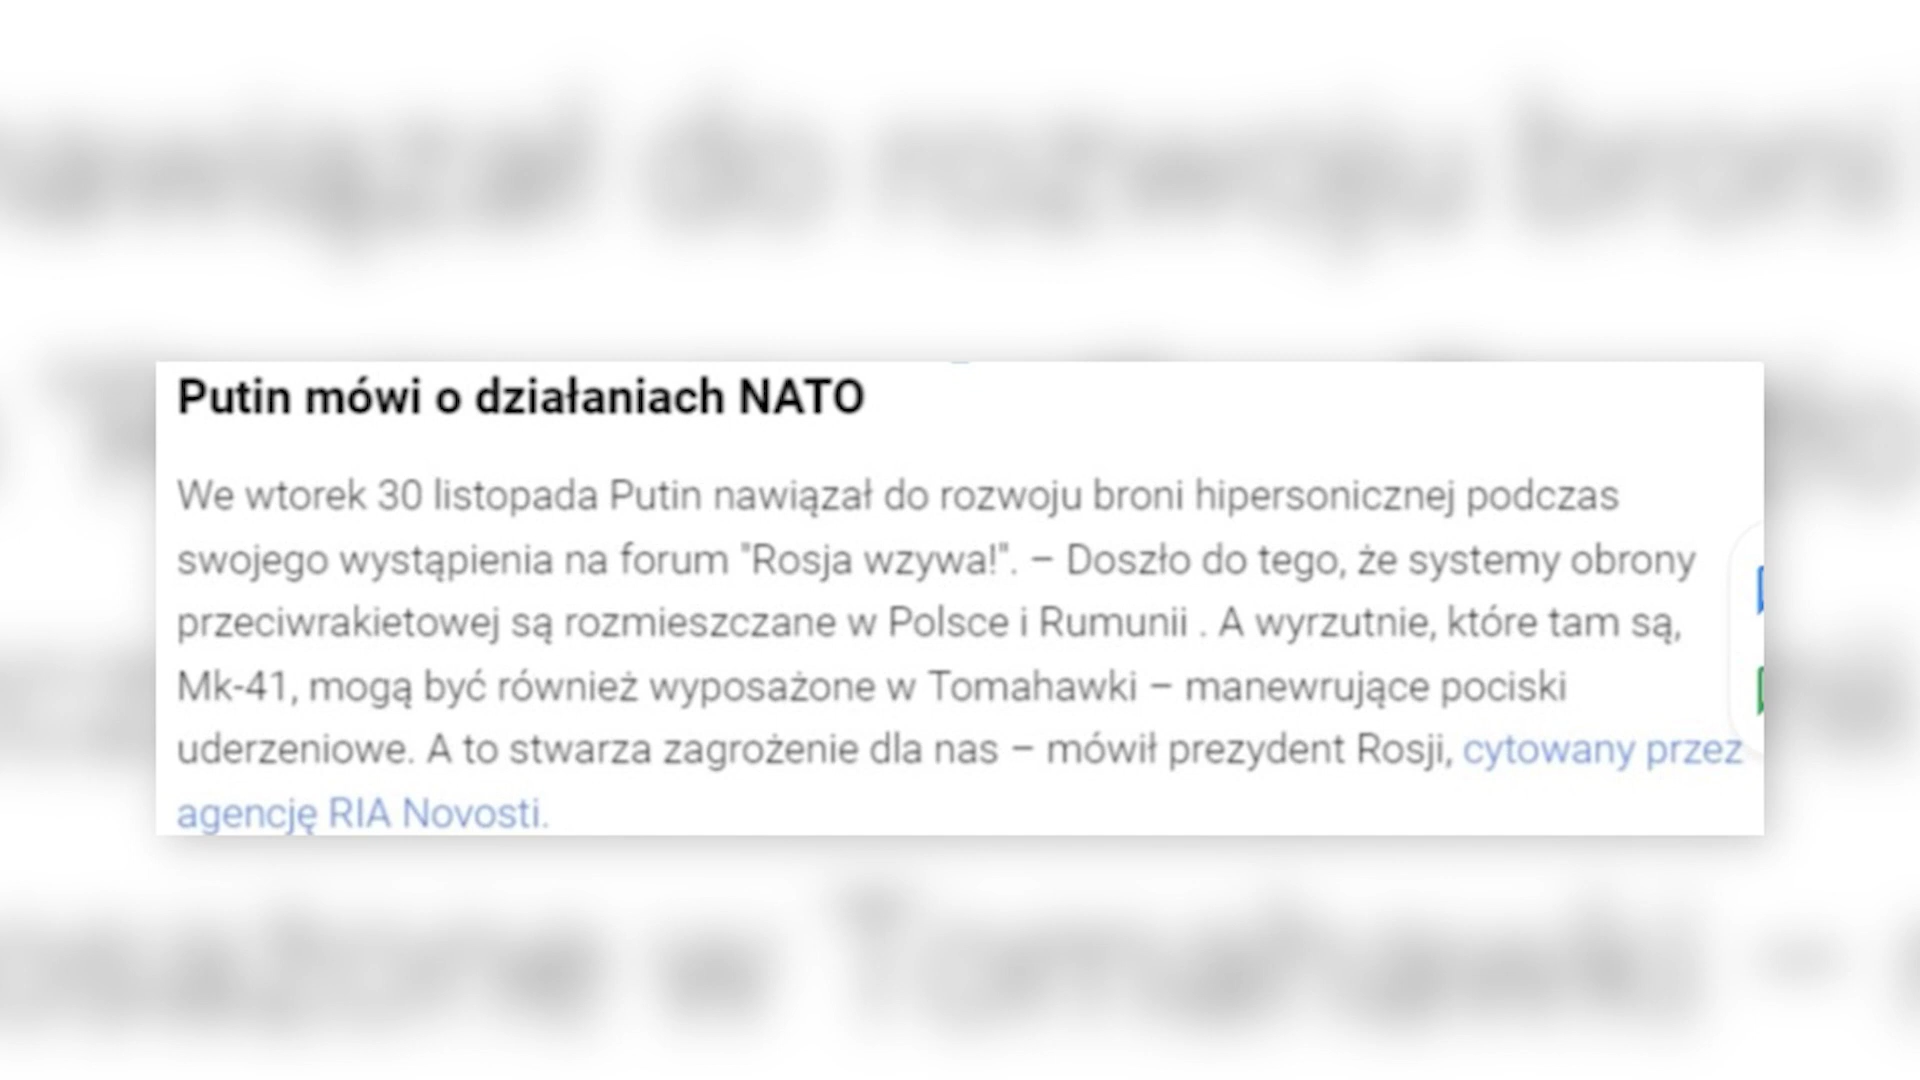 Putin mówi o działaniach NATO
We wtorek 30 listopada Putin nawiązał do rozwoju broni hipersonicznej podczas
swojego wystąpienia na forum "Rosja wzywa!". – Doszło do tego, że systemy obrony
przeciwrakietowej są rozmieszczane w Polsce i Rumunii . A wyrzutnie, które tam są,
Mk-41, mogą być również wyposażone w Tomahawki – manewrujące pociski
uderzeniowe. A to stwarza zagrożenie dla nas – mówił prezydent Rosji, cytowany przez
agencję RIA Novosti.